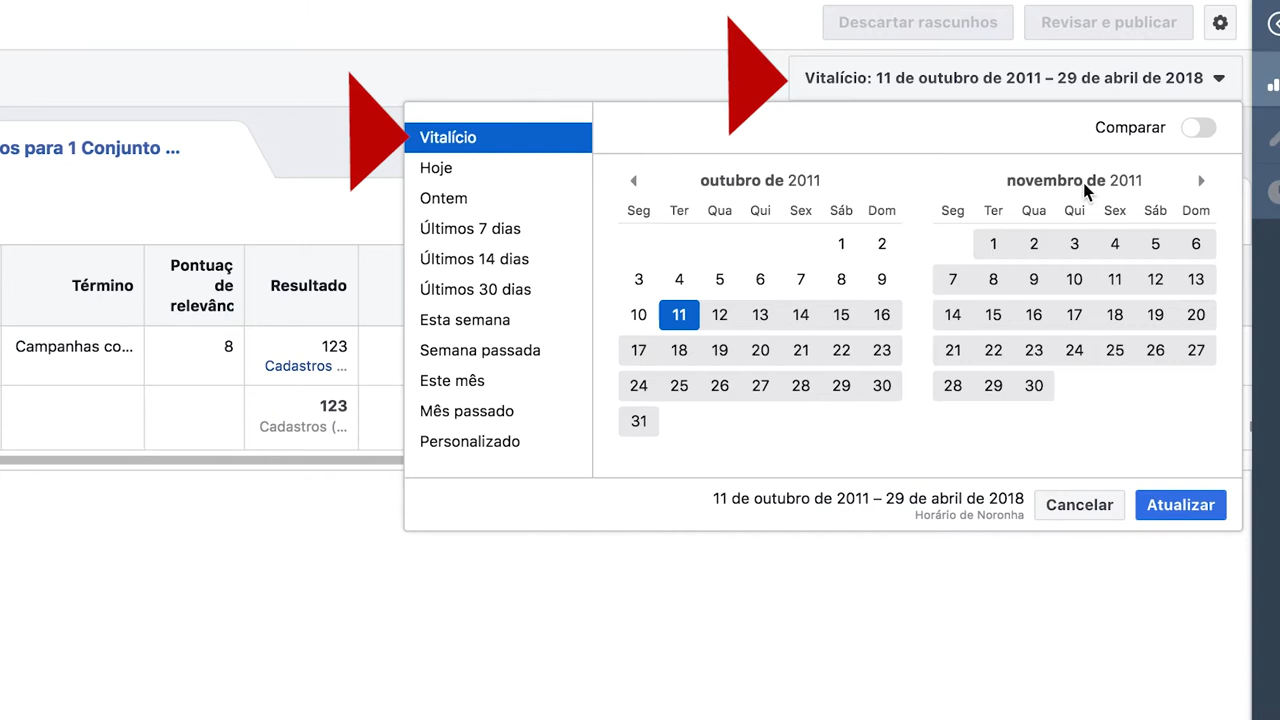 Descartar rascunhos
Revisar e publicar
Vitalício: 11 de outubro de 2011 – 29 de abril de 2018
os para 1 Conjunto ...
Término
Pontuaç
de
relevânc
Resultado
Campanhas co...
8
123
Cadastros ...
123
Cadastros (...
Vitalício
Hoje
Ontem
Últimos 7 dias
Últimos 14 dias
Últimos 30 dias
Esta semana
Semana passada
Este mês
Mês passado
Personalizado
Comparar
outubro de 2011
Seg Ter Qua Qui Sex Sáb Dom
1 2
3 4 5 6 7 8 9
10 11 12 13 14 15 16
17 18 19 20 21 22 23
24 25 26 27 28 29 30
31
novembro de 2011
Seg Ter Qua Qui Sex Sáb Dom
1 2 3 4 5 6
7 8 9 10 11 12 13
14 15 16 17 18 19 20
21 22 23 24 25 26 27
28 29 30
11 de outubro de 2011 – 29 de abril de 2018
Horário de Noronha
Cancelar
Atualizar